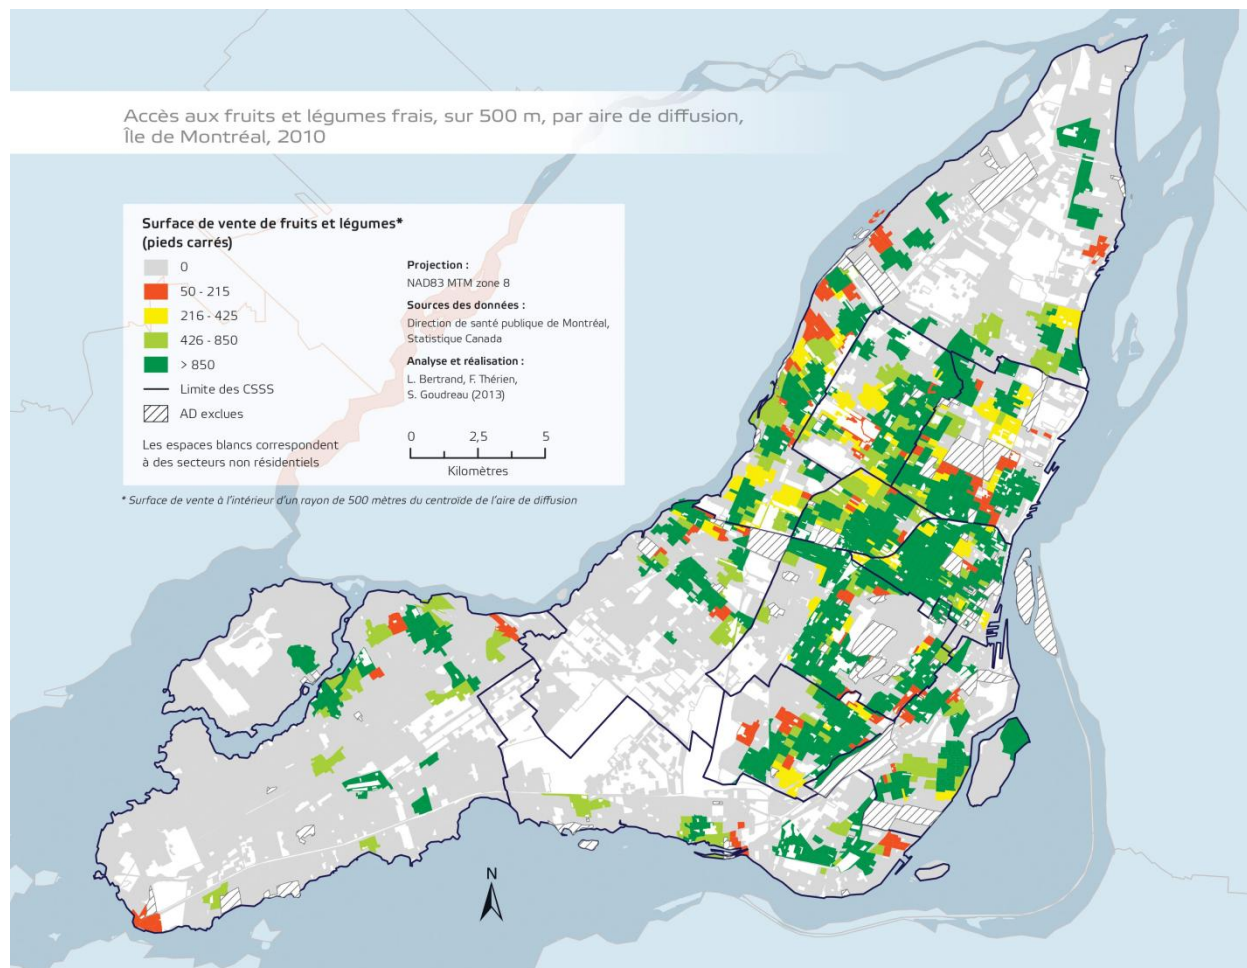 Accès aux fruits et légumes frais, sur 500 m, par aire de diffusion,
Île de Montréal, 2010
Surface de vente de fruits et légumes*
(pieds carrés)
0
50 - 215
216 - 425
426 - 850
> 850
Limite des CSSS
AD exclues
Les espaces blancs correspondent
à des secteurs non résidentiels
Projection :
NAD83 MTM zone 8
Sources des données :
Direction de santé publique de Montréal,
Statistique Canada
Analyse et réalisation :
L. Bertrand, F. Thérien,
S. Goudreau (2013)
0 2,5 5
Kilomètres
* Surface de vente à l'intérieur d'un rayon de 500 mètres du centroïde de l'aire de diffusion
N